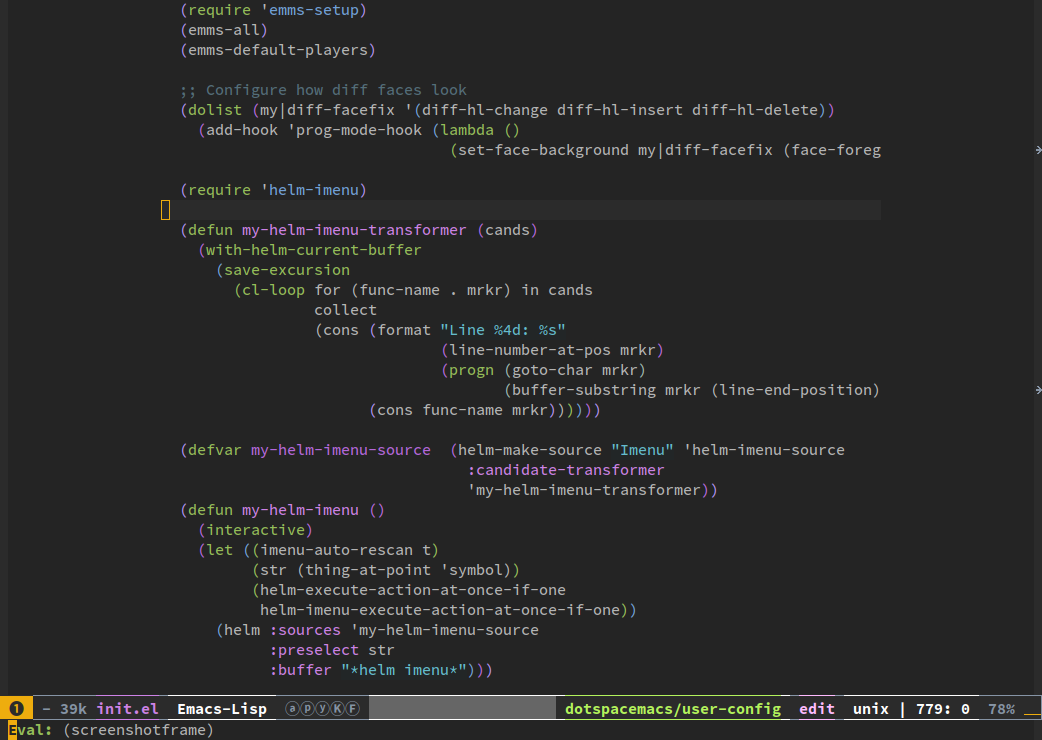 (require 'emms-setup)
(emms-all)
(emms-default-players)
;; Configure how diff faces look
(dolist (my|diff-facefix '(diff-hl-change diff-hl-insert diff-hl-delete))
(add-hook 'prog-mode-hook (lambda ()
(set-face-background my|diff-facefix (face-foreg
(require 'helm-imenu)
(defun my-helm-imenu-transformer (cands)
(with-helm-current-buffer
(save-excursion
(cl-loop for (func-name . mrkr) in cands
collect
(cons (format "Line %4d: %s"
(line-number-at-pos mrkr)
(progn (goto-char mrkr)
(buffer-substring mrkr (line-end-position)
(cons func-name mrkr))))))
(defvar my-helm-imenu-source (helm-make-source "Imenu" 'helm-imenu-source
:candidate-transformer
'my-helm-imenu-transformer))
(defun my-helm-imenu ()
(interactive)
(let ((imenu-auto-rescan t)
(str (thing-at-point 'symbol))
(helm-execute-action-at-once-if-one
helm-imenu-execute-action-at-once-if-one))
(helm :sources 'my-helm-imenu-source
:preselect str
:buffer "*helm imenu*")))
❶ - 39k init.el Emacs-Lisp ⓐⓟⓨⓀⒻ dotspacemacs/user-config edit unix | 779: 0 78%
Eval: (screenshotframe)